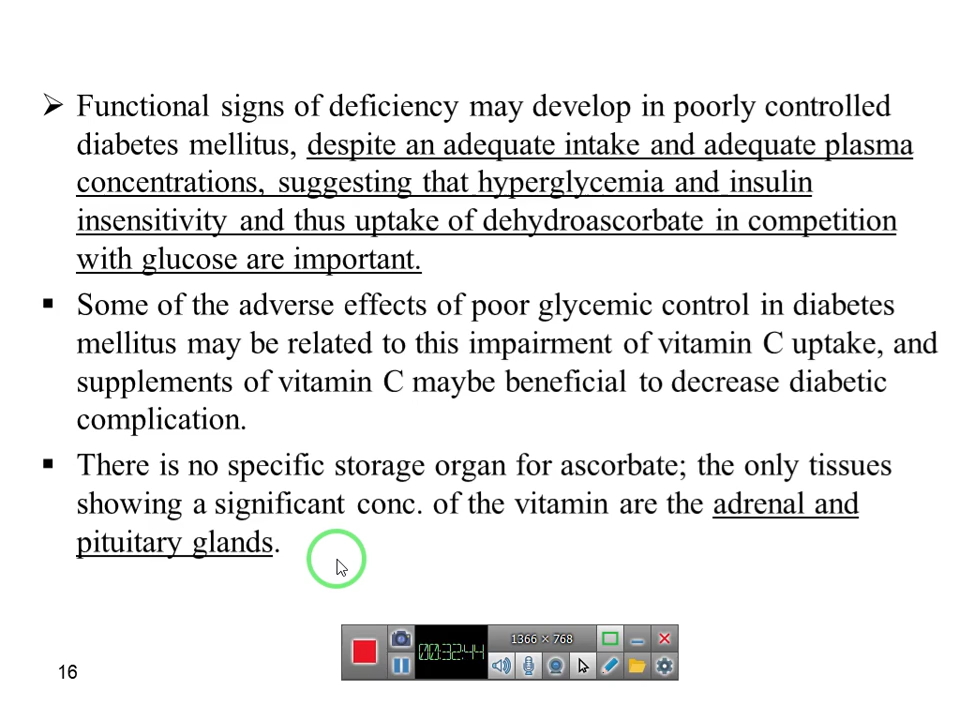 ➢ Functional signs of deficiency may develop in poorly controlled
diabetes mellitus, despite an adequate intake and adequate plasma
concentrations, suggesting that hyperglycemia and insulin
insensitivity and thus uptake of dehydroascorbate in competition
with glucose are important.
▪ Some of the adverse effects of poor glycemic control in diabetes
mellitus may be related to this impairment of vitamin C uptake, and
supplements of vitamin C maybe beneficial to decrease diabetic
complication.
▪ There is no specific storage organ for ascorbate; the only tissues
showing a significant conc. of the vitamin are the adrenal and
pituitary glands.
1366 × 768
00:32:44
16